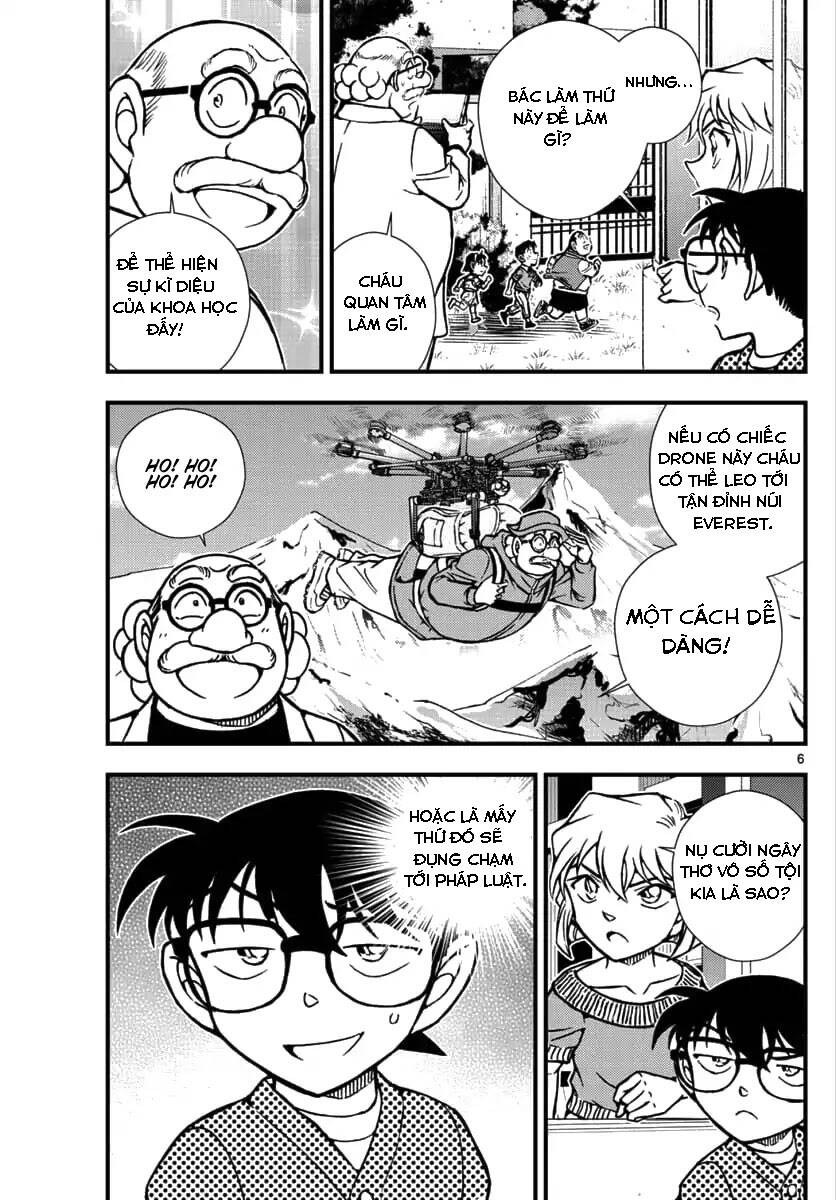 NHƯNG...
BÁC LÀM THỨ
NÀY ĐỂ LÀM
GÌ?
CHÁU
QUAN TÂM
LÀM GÌ.
ĐỂ THỂ HIỆN
SỰ KÌ DIỆU
CỦA KHOA HỌC
ĐẤY!
NẾU CÓ CHIẾC
DRONE NÀY CHÁU
CÓ THỂ LEO TỚI
TẬN ĐỈNH NÚI
EVEREST.
MỘT CÁCH DỄ
DÀNG!
HO! HO!
HO! HO!
6
NỤ CƯỜI NGÂY
THƠ VÔ SỐ TỘI
KIA LÀ SAO?
HOẶC LÀ MẤY
THỨ ĐÓ SẼ
ĐỤNG CHẠM
TỚI PHÁP LUẬT.